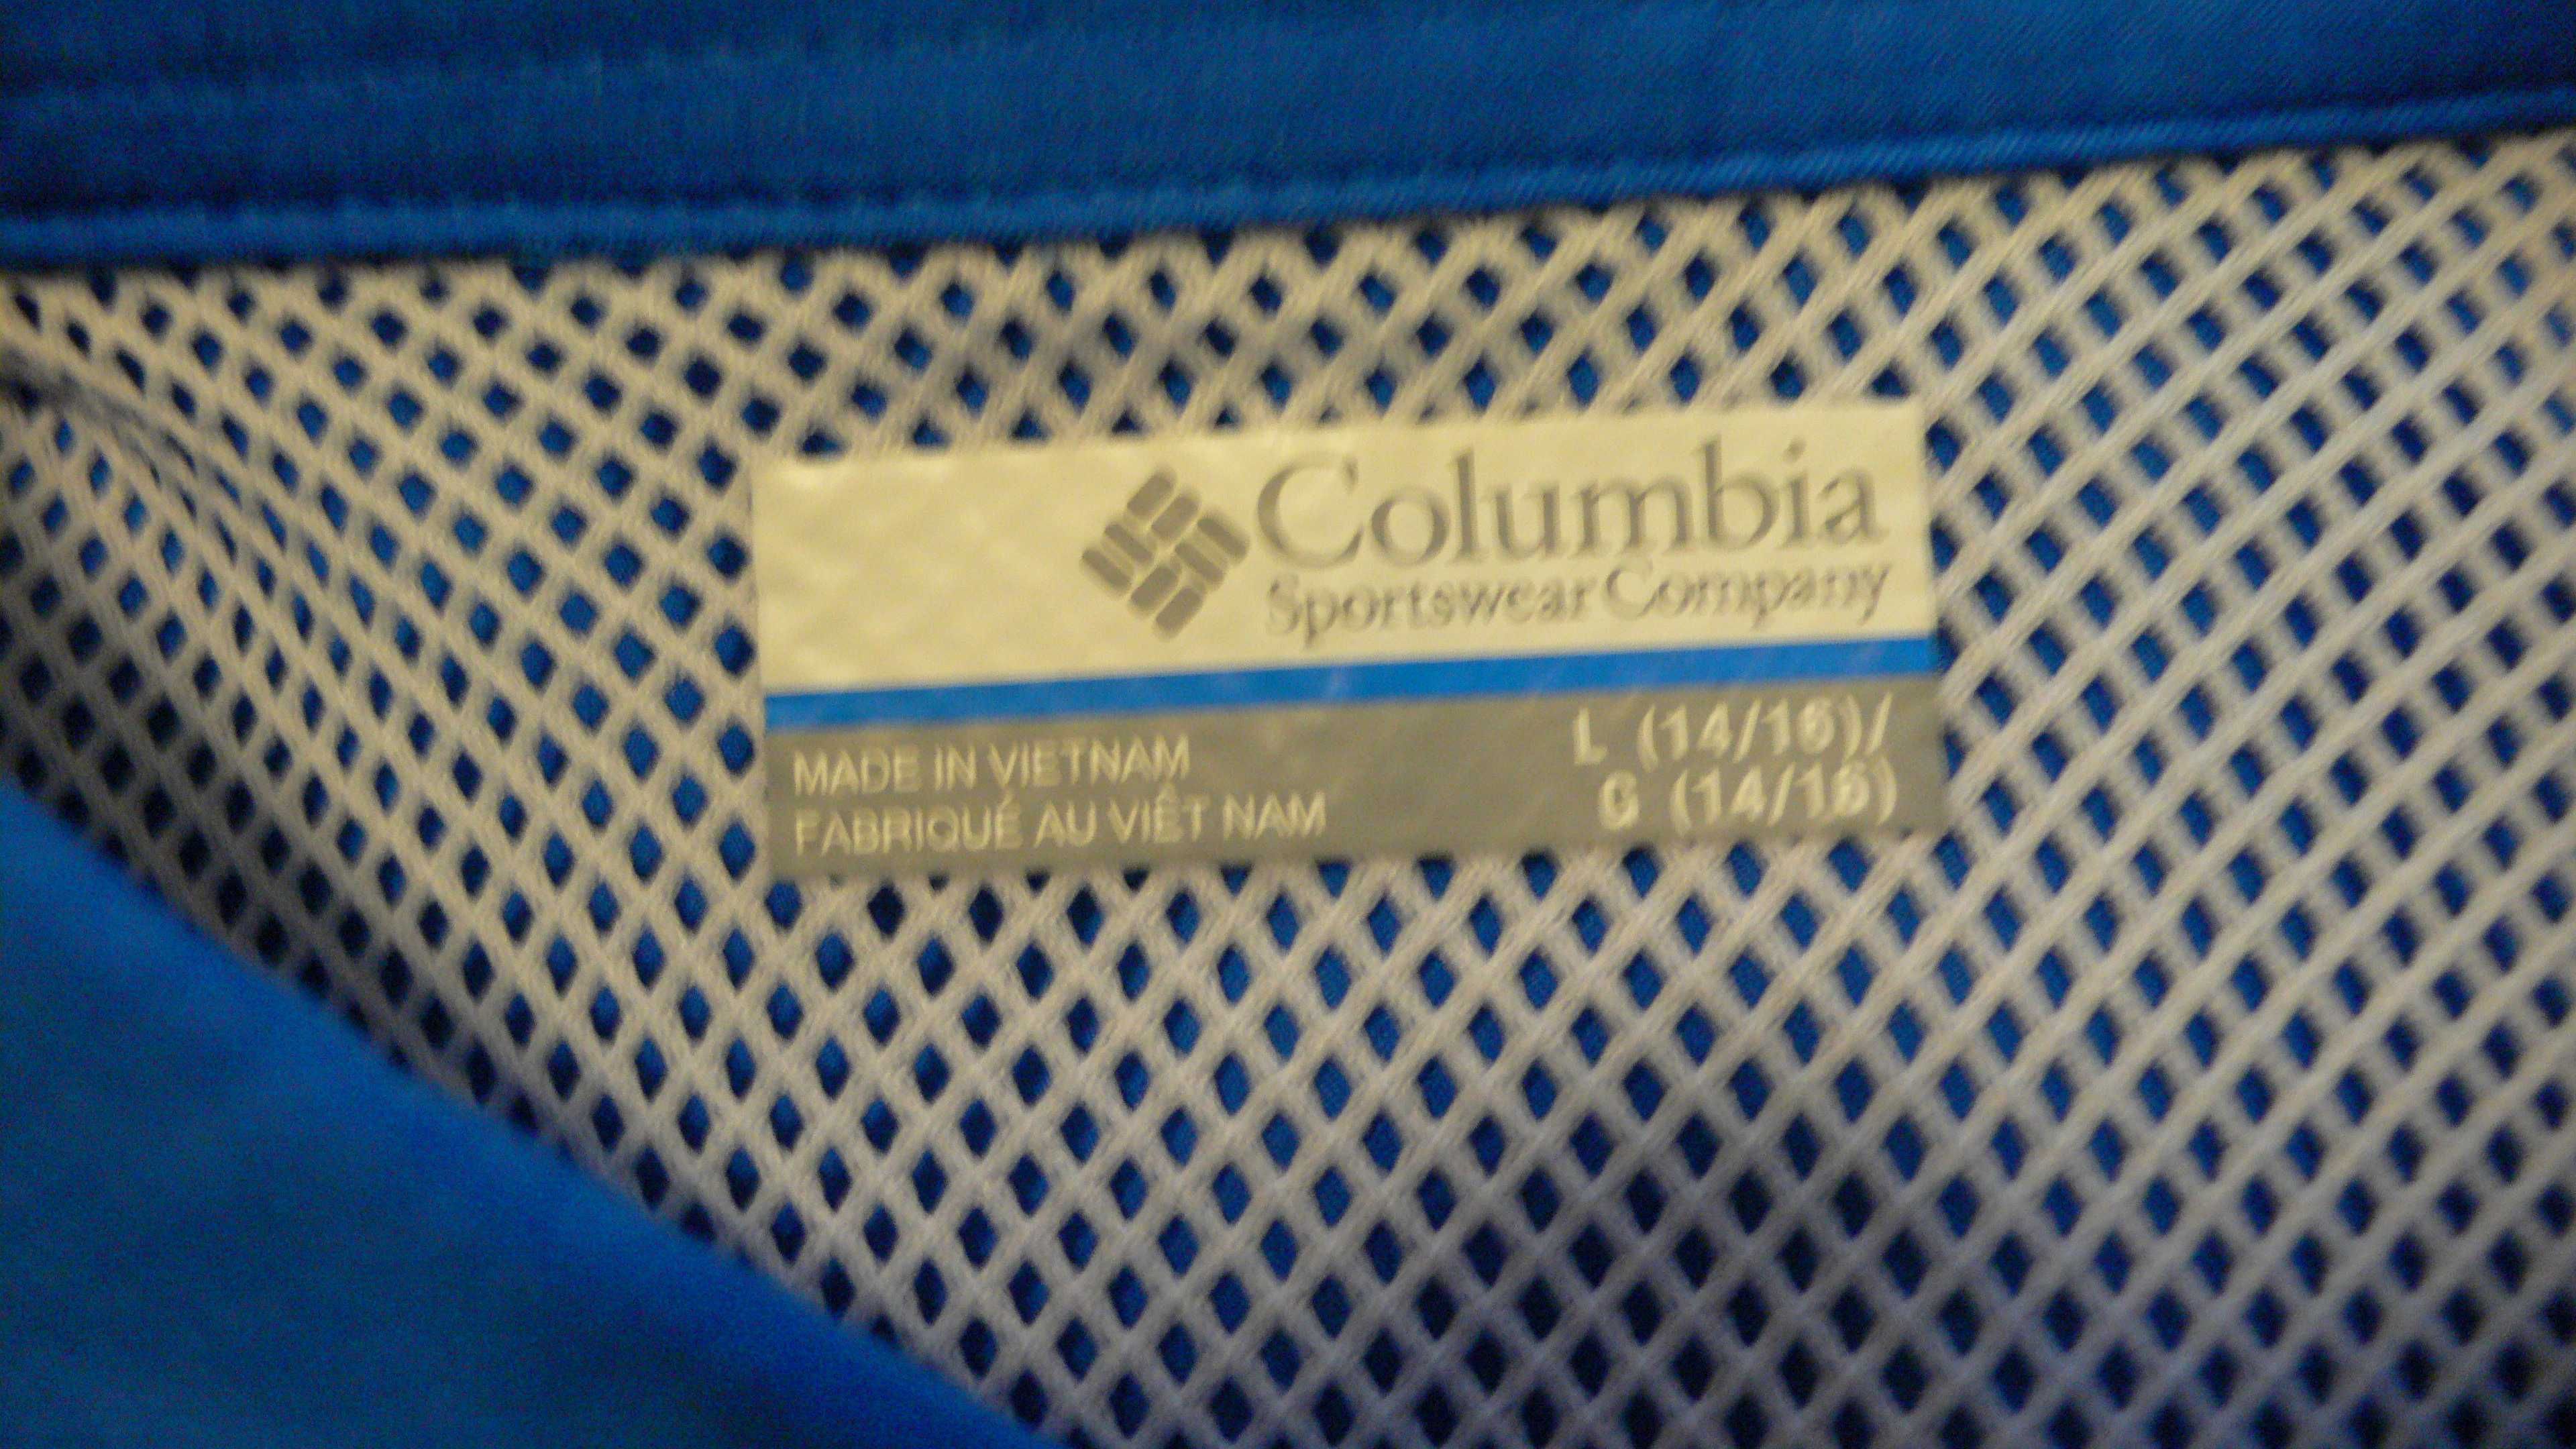 Columbia
Sportswear Company
MADE IN VIETNAM
FABRIQUÉ AU VIÊT NAM
L (14/16)/
G (14/16)